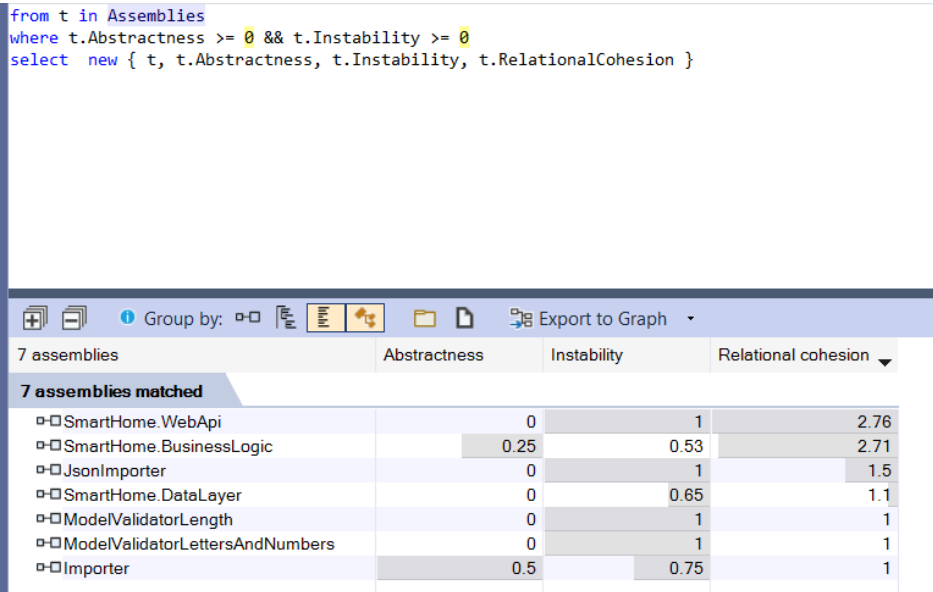 from t in Assemblies
where t.Abstractness >= 0 && t.Instability >= 0
select  new { t, t.Abstractness, t.Instability, t.RelationalCohesion }
Group by: Export to Graph
7 assemblies Abstractness Instability Relational cohesion
7 assemblies matched
SmartHome.WebApi 0 1 2.76
SmartHome.BusinessLogic 0.25 0.53 2.71
JsonImporter 0 1 1.5
SmartHome.DataLayer 0 0.65 1.1
ModelValidatorLength 0 1 1
ModelValidatorLettersAndNumbers 0 1 1
Importer 0.5 0.75 1